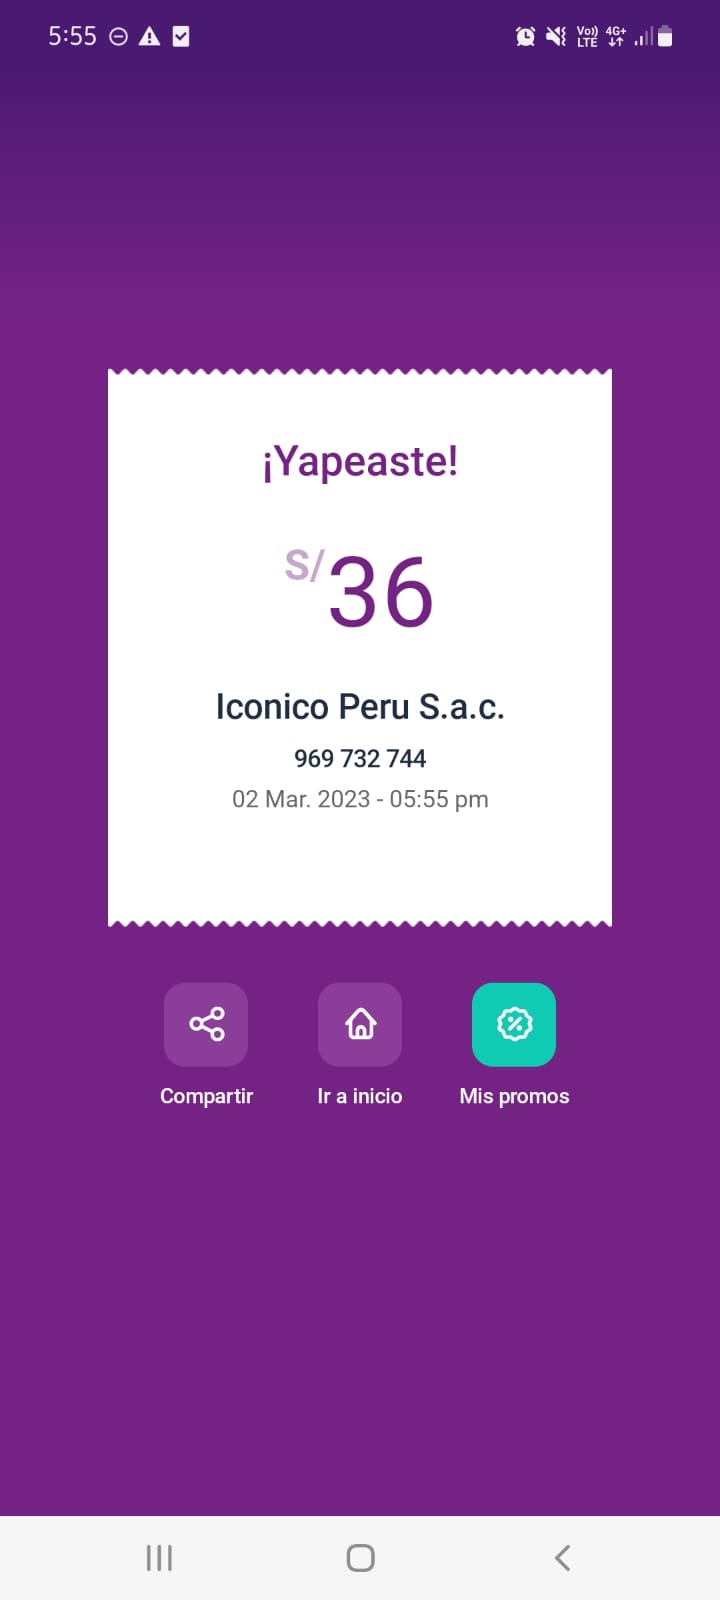 5:55
Vo)) LTE 4G+
¡Yapeaste!
S/36
Iconico Peru S.a.c.
969 732 744
02 Mar. 2023 - 05:55 pm
Compartir
Ir a inicio
Mis promos